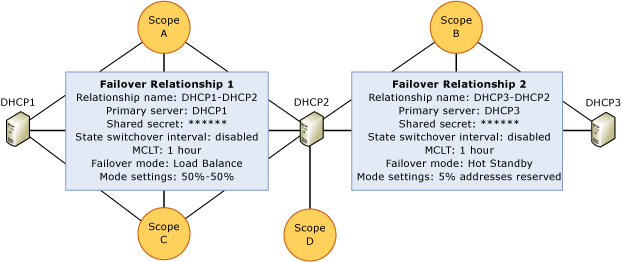 Scope
A
Scope
B
DHCP1
DHCP2
DHCP3
Failover Relationship 1
Relationship name: DHCP1-DHCP2
Primary server: DHCP1
Shared secret: ******
State switchover interval: disabled
MCLT: 1 hour
Failover mode: Load Balance
Mode settings: 50%-50%
Failover Relationship 2
Relationship name: DHCP3-DHCP2
Primary server: DHCP3
Shared secret: ******
State switchover interval: disabled
MCLT: 1 hour
Failover mode: Hot Standby
Mode settings: 5% addresses reserved
Scope
C
Scope
D